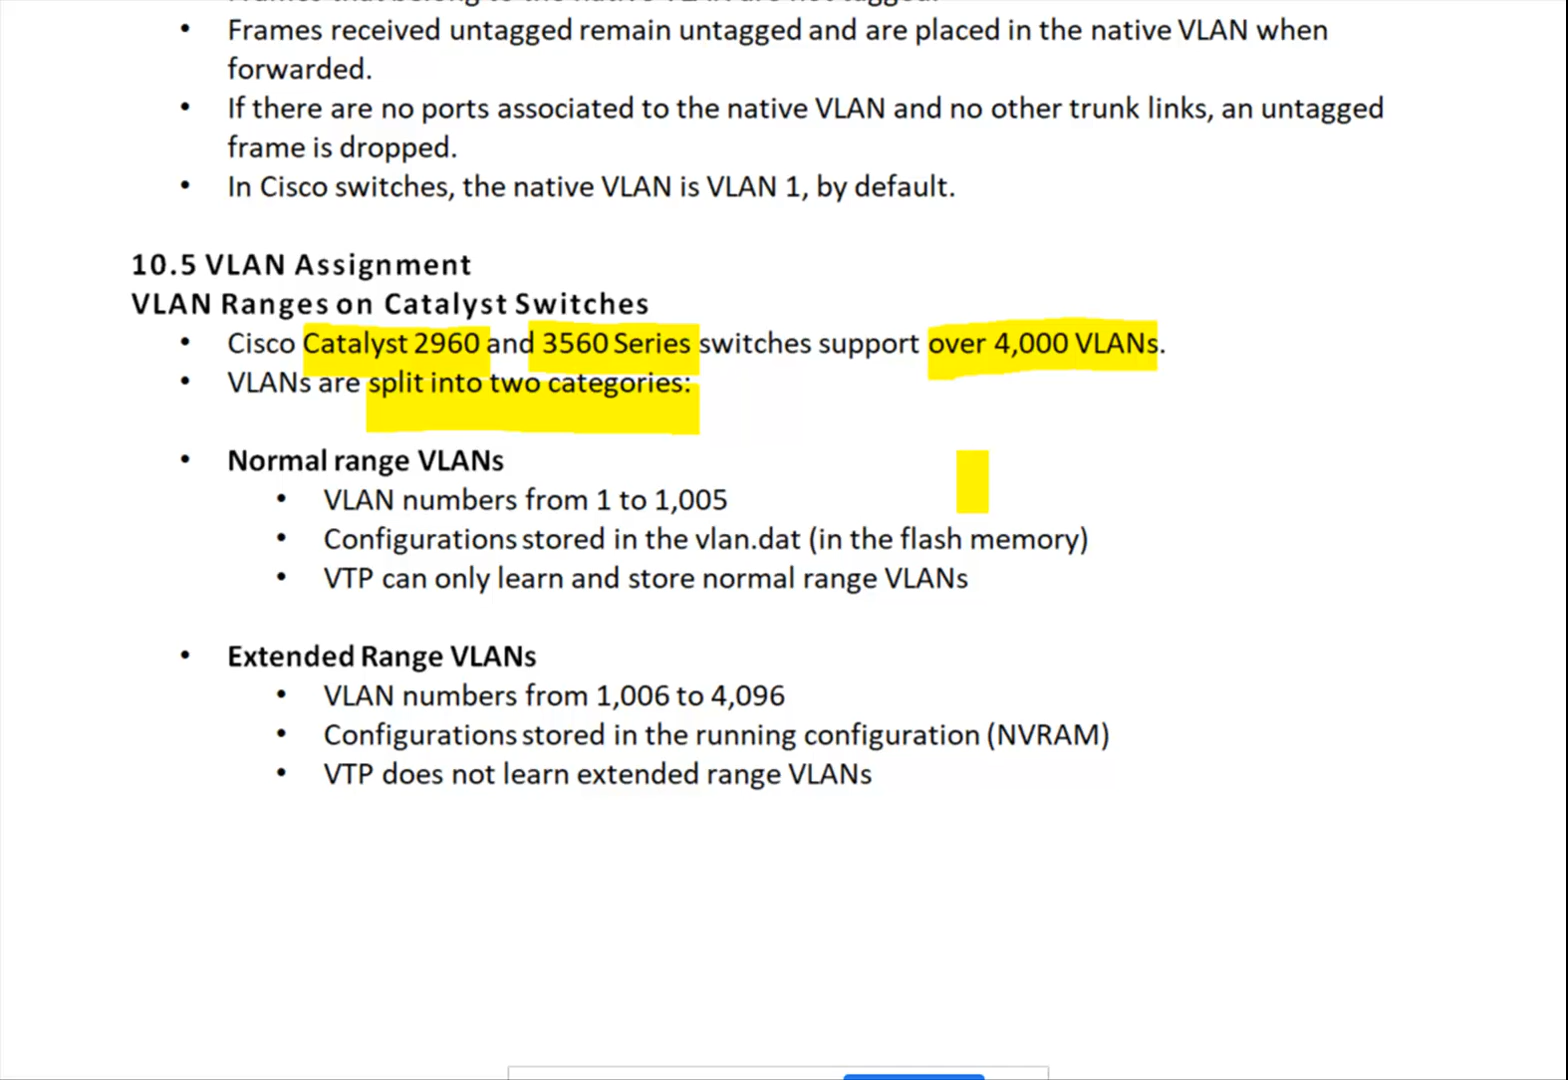 • Frames received untagged remain untagged and are placed in the native VLAN when
forwarded.
• If there are no ports associated to the native VLAN and no other trunk links, an untagged
frame is dropped.
• In Cisco switches, the native VLAN is VLAN 1, by default.
10.5 VLAN Assignment
VLAN Ranges on Catalyst Switches
• Cisco Catalyst 2960 and 3560 Series switches support over 4,000 VLANs.
• VLANs are split into two categories:
• Normal range VLANs
• VLAN numbers from 1 to 1,005
• Configurations stored in the vlan.dat (in the flash memory)
• VTP can only learn and store normal range VLANs
• Extended Range VLANs
• VLAN numbers from 1,006 to 4,096
• Configurations stored in the running configuration (NVRAM)
• VTP does not learn extended range VLANs